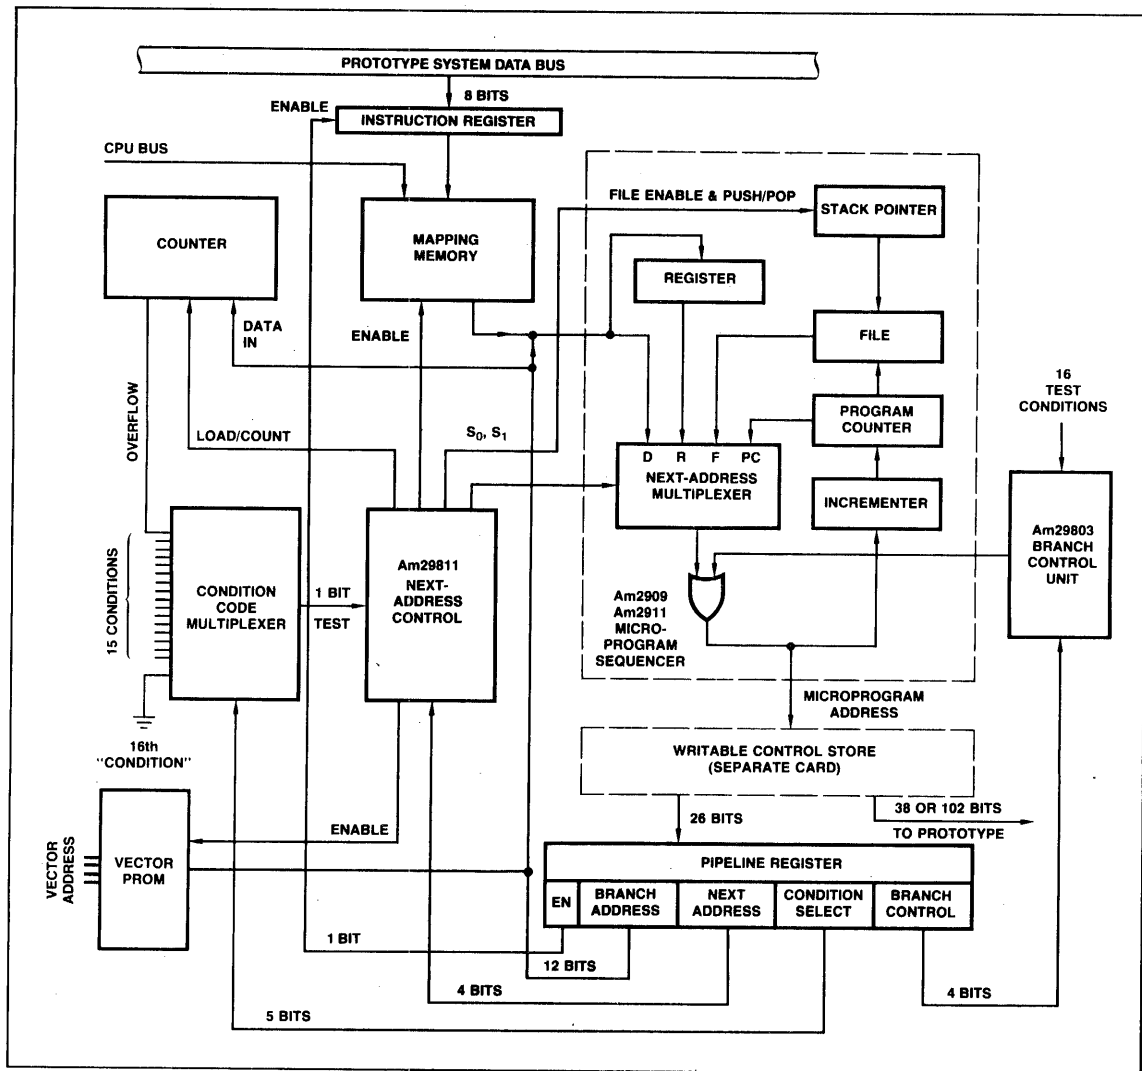 PROTOTYPE SYSTEM DATA BUS
8 BITS
ENABLE
INSTRUCTION REGISTER
CPU BUS
COUNTER
MAPPING
MEMORY
FILE ENABLE & PUSH/POP
STACK POINTER
REGISTER
DATA
IN
ENABLE
FILE
OVERFLOW
LOAD/COUNT
S0, S1
PROGRAM
COUNTER
16
TEST
CONDITIONS
D R F PC
NEXT-ADDRESS
MULTIPLEXER
INCREMENTER
15 CONDITIONS
CONDITION
CODE
MULTIPLEXER
1 BIT
TEST
Am29811
NEXT-
ADDRESS
CONTROL
Am2909
Am2911
MICRO-
PROGRAM
SEQUENCER
Am29803
BRANCH
CONTROL
UNIT
16th
"CONDITION"
MICROPROGRAM
ADDRESS
WRITABLE CONTROL STORE
(SEPARATE CARD)
26 BITS
38 OR 102 BITS
TO PROTOTYPE
ENABLE
VECTOR
ADDRESS
VECTOR
PROM
PIPELINE REGISTER
EN
BRANCH
ADDRESS
NEXT
ADDRESS
CONDITION
SELECT
BRANCH
CONTROL
1 BIT
12 BITS
4 BITS
4 BITS
5 BITS